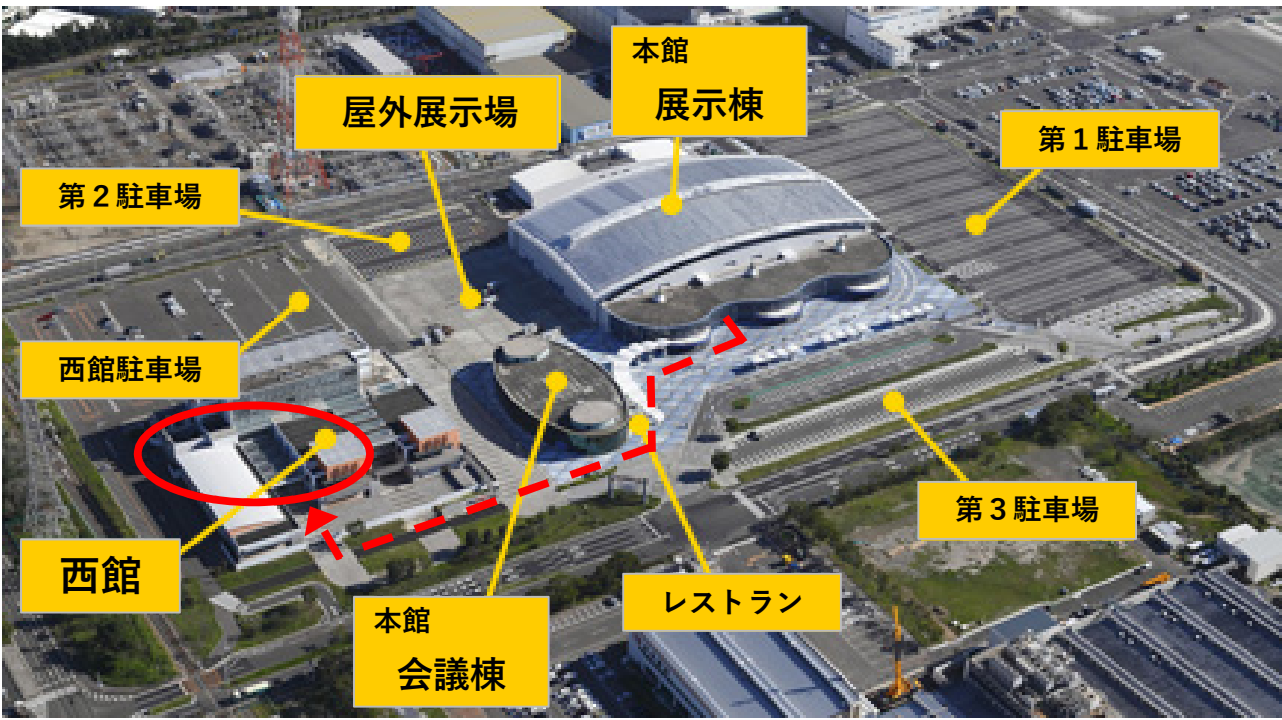 本館
展示棟
屋外展示場
第１駐車場
第２駐車場
西館駐車場
第３駐車場
西館
レストラン
本館
会議棟